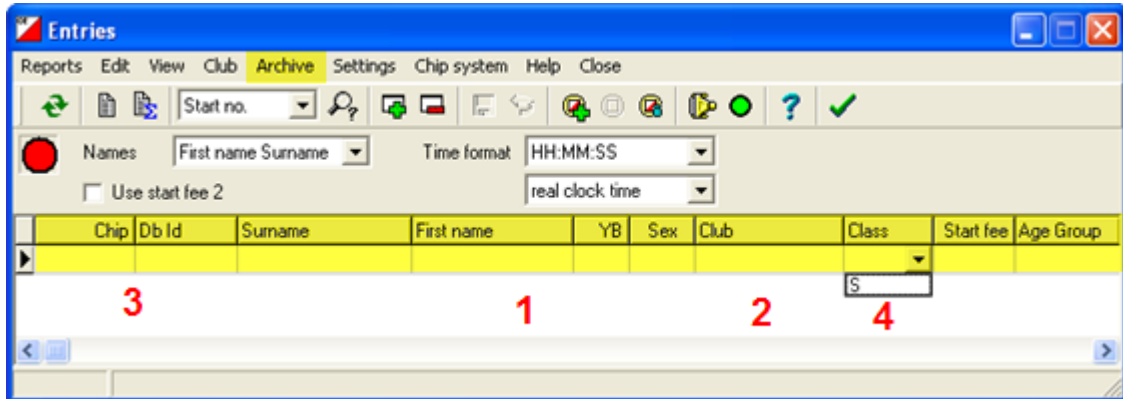 Entries
Reports Edit View Club Archive Settings Chip system Help Close
Start no. ?
Names First name Surname Time format HH:MM:SS
Use start fee 2 real clock time
Chip Db Id Surname First name YB Sex Club Class Start fee Age Group
S
3 1 2 4